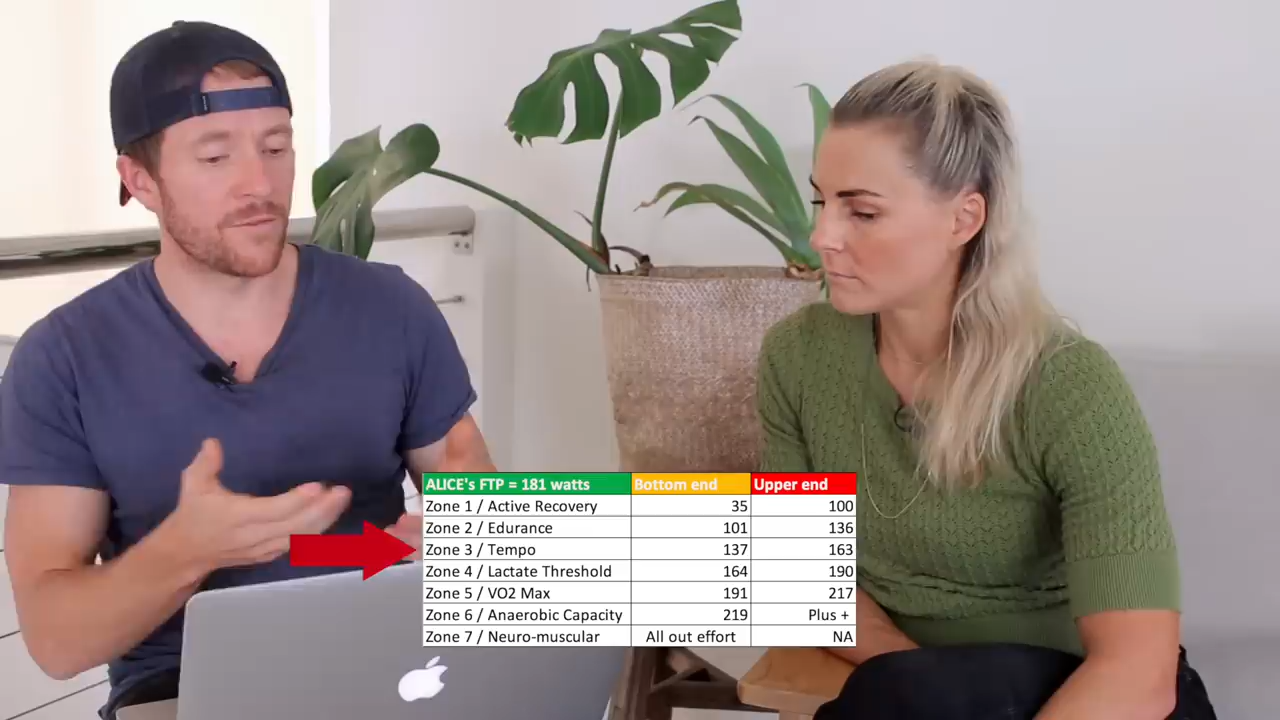 ALICE's FTP = 181 watts Bottom end Upper end
Zone 1 / Active Recovery 35 100
Zone 2 / Edurance 101 136
Zone 3 / Tempo 137 163
Zone 4 / Lactate Threshold 164 190
Zone 5 / VO2 Max 191 217
Zone 6 / Anaerobic Capacity 219 Plus +
Zone 7 / Neuro-muscular All out effort NA